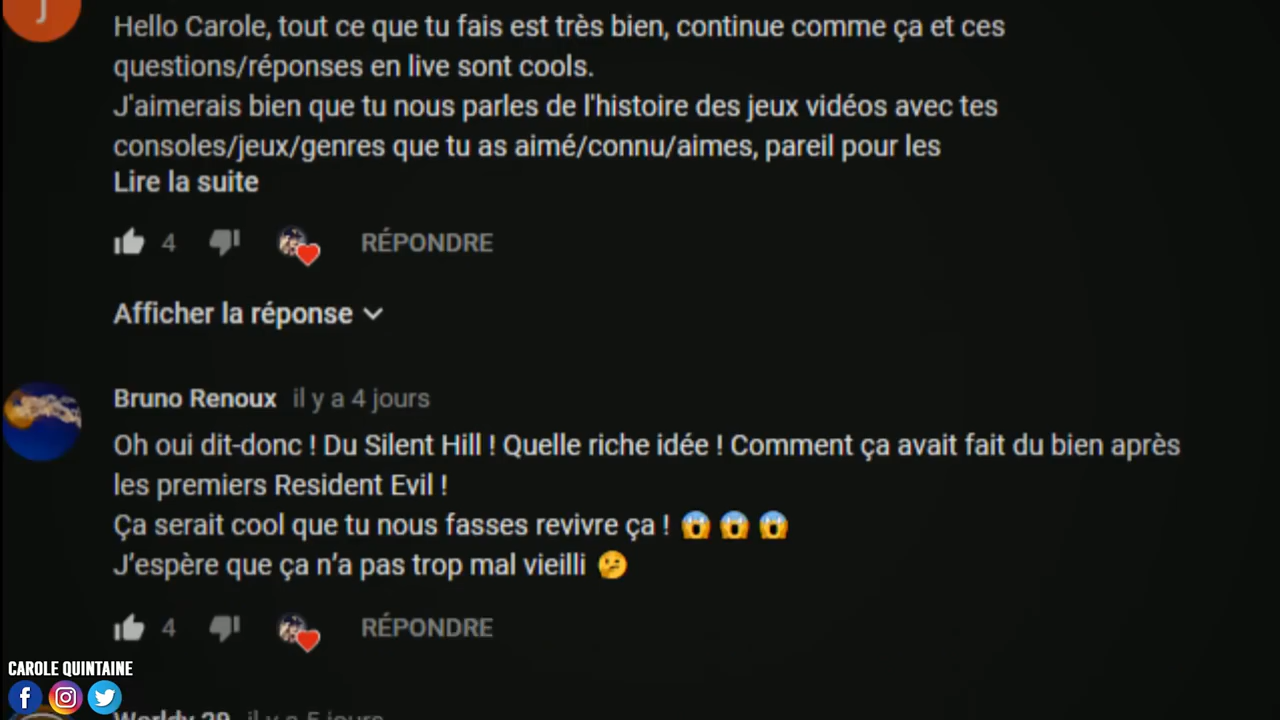 J
Hello Carole, tout ce que tu fais est très bien, continue comme ça et ces
questions/réponses en live sont cools.
J'aimerais bien que tu nous parles de l'histoire des jeux vidéos avec tes
consoles/jeux/genres que tu as aimé/connu/aimes, pareil pour les
Lire la suite
4 RÉPONDRE
Afficher la réponse
Bruno Renoux il y a 4 jours
Oh oui dit-donc ! Du Silent Hill ! Quelle riche idée ! Comment ça avait fait du bien après
les premiers Resident Evil !
Ça serait cool que tu nous fasses revivre ça ! 😱 😱 😱
J’espère que ça n’a pas trop mal vieilli 🤔
4 RÉPONDRE
CAROLE QUINTAINE
il y a 5 jours